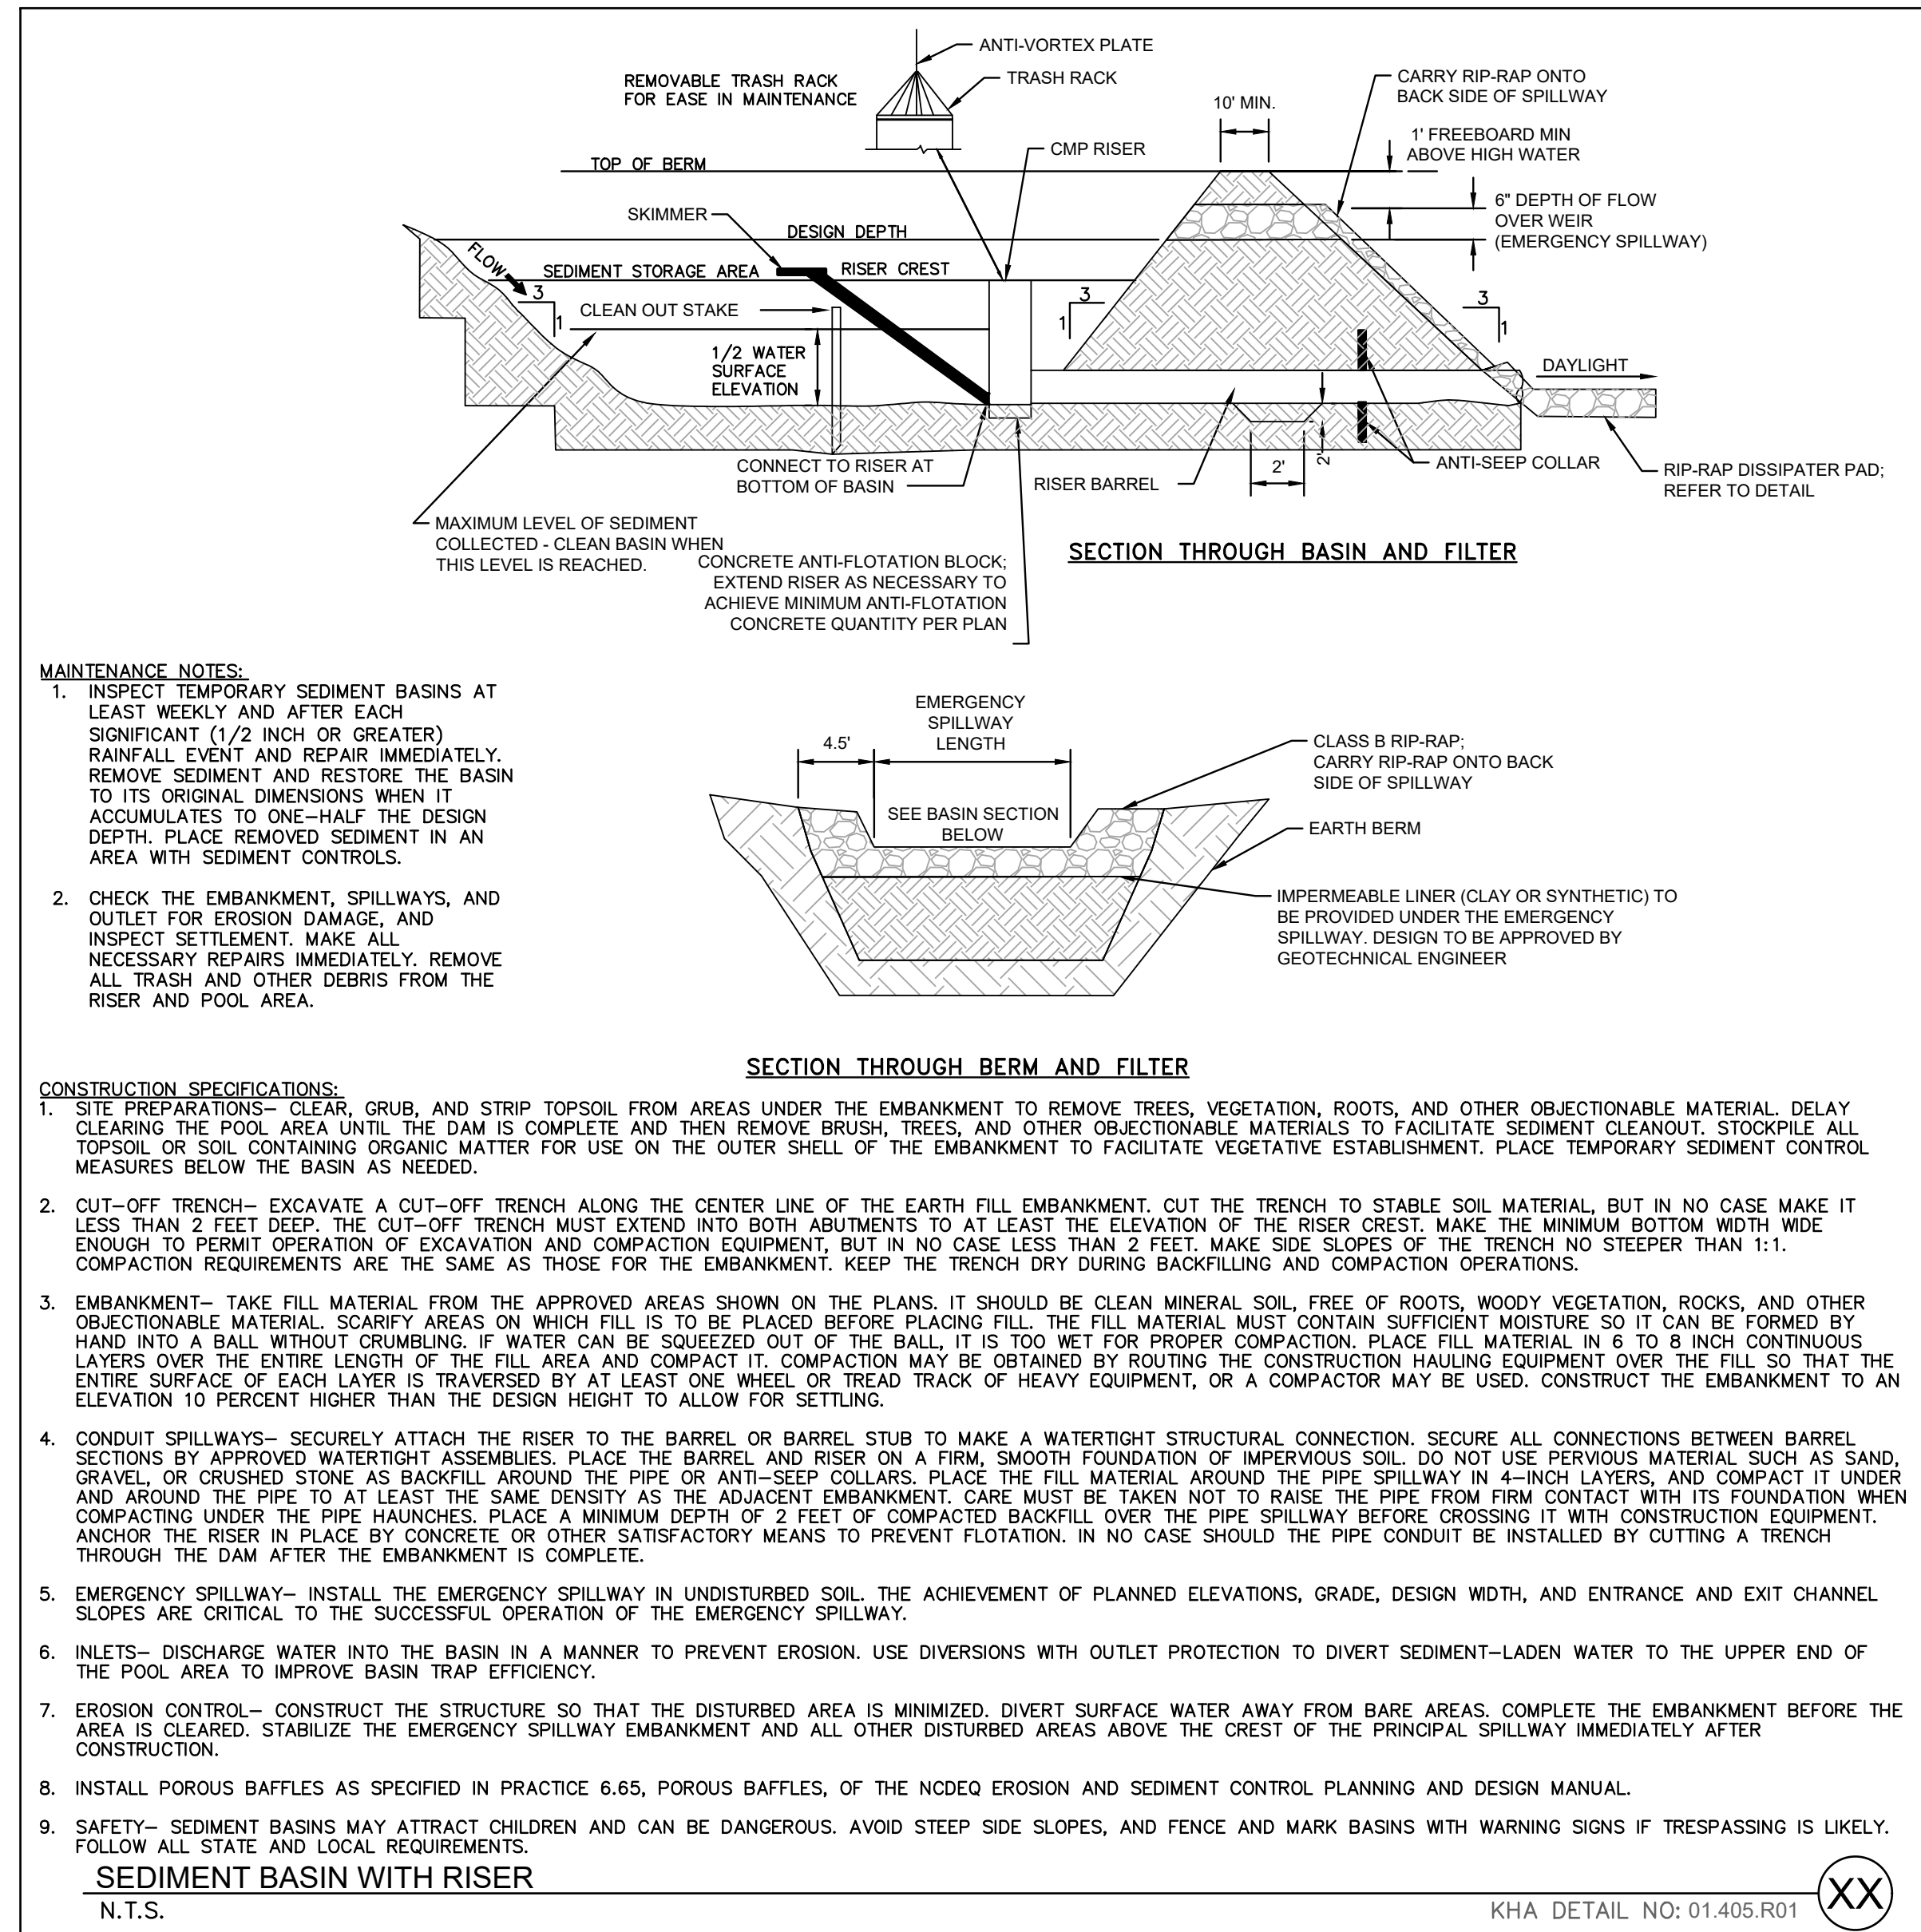 ANTI-VORTEX PLATE
TRASH RACK
REMOVABLE TRASH RACK
FOR EASE IN MAINTENANCE
CARRY RIP-RAP ONTO
BACK SIDE OF SPILLWAY
10' MIN.
1' FREEBOARD MIN
ABOVE HIGH WATER
CMP RISER
TOP OF BERM
SKIMMER
6" DEPTH OF FLOW
OVER WEIR
(EMERGENCY SPILLWAY)
DESIGN DEPTH
FLOW
SEDIMENT STORAGE AREA
RISER CREST
3
1
CLEAN OUT STAKE
3
1
3
1
1/2 WATER
SURFACE
ELEVATION
DAYLIGHT
CONNECT TO RISER AT
BOTTOM OF BASIN
RISER BARREL
2'
2'
ANTI-SEEP COLLAR
RIP-RAP DISSIPATER PAD;
REFER TO DETAIL
MAXIMUM LEVEL OF SEDIMENT
COLLECTED - CLEAN BASIN WHEN
THIS LEVEL IS REACHED.
CONCRETE ANTI-FLOTATION BLOCK;
EXTEND RISER AS NECESSARY TO
ACHIEVE MINIMUM ANTI-FLOTATION
CONCRETE QUANTITY PER PLAN
SECTION THROUGH BASIN AND FILTER
MAINTENANCE NOTES:
1. INSPECT TEMPORARY SEDIMENT BASINS AT
LEAST WEEKLY AND AFTER EACH
SIGNIFICANT (1/2 INCH OR GREATER)
RAINFALL EVENT AND REPAIR IMMEDIATELY.
REMOVE SEDIMENT AND RESTORE THE BASIN
TO ITS ORIGINAL DIMENSIONS WHEN IT
ACCUMULATES TO ONE-HALF THE DESIGN
DEPTH. PLACE REMOVED SEDIMENT IN AN
AREA WITH SEDIMENT CONTROLS.
2. CHECK THE EMBANKMENT, SPILLWAYS, AND
OUTLET FOR EROSION DAMAGE, AND
INSPECT SETTLEMENT. MAKE ALL
NECESSARY REPAIRS IMMEDIATELY. REMOVE
ALL TRASH AND OTHER DEBRIS FROM THE
RISER AND POOL AREA.
EMERGENCY
SPILLWAY
LENGTH
4.5'
SEE BASIN SECTION
BELOW
CLASS B RIP-RAP;
CARRY RIP-RAP ONTO BACK
SIDE OF SPILLWAY
EARTH BERM
IMPERMEABLE LINER (CLAY OR SYNTHETIC) TO
BE PROVIDED UNDER THE EMERGENCY
SPILLWAY. DESIGN TO BE APPROVED BY
GEOTECHNICAL ENGINEER
SECTION THROUGH BERM AND FILTER
CONSTRUCTION SPECIFICATIONS:
1. SITE PREPARATIONS– CLEAR, GRUB, AND STRIP TOPSOIL FROM AREAS UNDER THE EMBANKMENT TO REMOVE TREES, VEGETATION, ROOTS, AND OTHER OBJECTIONABLE MATERIAL. DELAY
CLEARING THE POOL AREA UNTIL THE DAM IS COMPLETE AND THEN REMOVE BRUSH, TREES, AND OTHER OBJECTIONABLE MATERIALS TO FACILITATE SEDIMENT CLEANOUT. STOCKPILE ALL
TOPSOIL OR SOIL CONTAINING ORGANIC MATTER FOR USE ON THE OUTER SHELL OF THE EMBANKMENT TO FACILITATE VEGETATIVE ESTABLISHMENT. PLACE TEMPORARY SEDIMENT CONTROL
MEASURES BELOW THE BASIN AS NEEDED.
2. CUT–OFF TRENCH– EXCAVATE A CUT–OFF TRENCH ALONG THE CENTER LINE OF THE EARTH FILL EMBANKMENT. CUT THE TRENCH TO STABLE SOIL MATERIAL, BUT IN NO CASE MAKE IT
LESS THAN 2 FEET DEEP. THE CUT–OFF TRENCH MUST EXTEND INTO BOTH ABUTMENTS TO AT LEAST THE ELEVATION OF THE RISER CREST. MAKE THE MINIMUM BOTTOM WIDTH WIDE
ENOUGH TO PERMIT OPERATION OF EXCAVATION AND COMPACTION EQUIPMENT, BUT IN NO CASE LESS THAN 2 FEET. MAKE SIDE SLOPES OF THE TRENCH NO STEEPER THAN 1:1.
COMPACTION REQUIREMENTS ARE THE SAME AS THOSE FOR THE EMBANKMENT. KEEP THE TRENCH DRY DURING BACKFILLING AND COMPACTION OPERATIONS.
3. EMBANKMENT– TAKE FILL MATERIAL FROM THE APPROVED AREAS SHOWN ON THE PLANS. IT SHOULD BE CLEAN MINERAL SOIL, FREE OF ROOTS, WOODY VEGETATION, ROCKS, AND OTHER
OBJECTIONABLE MATERIAL. SCARIFY AREAS ON WHICH FILL IS TO BE PLACED BEFORE PLACING FILL. THE FILL MATERIAL MUST CONTAIN SUFFICIENT MOISTURE SO IT CAN BE FORMED BY
HAND INTO A BALL WITHOUT CRUMBLING. IF WATER CAN BE SQUEEZED OUT OF THE BALL, IT IS TOO WET FOR PROPER COMPACTION. PLACE FILL MATERIAL IN 6 TO 8 INCH CONTINUOUS
LAYERS OVER THE ENTIRE LENGTH OF THE FILL AREA AND COMPACT IT. COMPACTION MAY BE OBTAINED BY ROUTING THE CONSTRUCTION HAULING EQUIPMENT OVER THE FILL SO THAT THE
ENTIRE SURFACE OF EACH LAYER IS TRAVERSED BY AT LEAST ONE WHEEL OR TREAD TRACK OF HEAVY EQUIPMENT, OR A COMPACTOR MAY BE USED. CONSTRUCT THE EMBANKMENT TO AN
ELEVATION 10 PERCENT HIGHER THAN THE DESIGN HEIGHT TO ALLOW FOR SETTLING.
4. CONDUIT SPILLWAYS– SECURELY ATTACH THE RISER TO THE BARREL OR BARREL STUB TO MAKE A WATERTIGHT STRUCTURAL CONNECTION. SECURE ALL CONNECTIONS BETWEEN BARREL
SECTIONS BY APPROVED WATERTIGHT ASSEMBLIES. PLACE THE BARREL AND RISER ON A FIRM, SMOOTH FOUNDATION OF IMPERVIOUS SOIL. DO NOT USE PERVIOUS MATERIAL SUCH AS SAND,
GRAVEL, OR CRUSHED STONE AS BACKFILL AROUND THE PIPE OR ANTI–SEEP COLLARS. PLACE THE FILL MATERIAL AROUND THE PIPE SPILLWAY IN 4–INCH LAYERS, AND COMPACT IT UNDER
AND AROUND THE PIPE TO AT LEAST THE SAME DENSITY AS THE ADJACENT EMBANKMENT. CARE MUST BE TAKEN NOT TO RAISE THE PIPE FROM FIRM CONTACT WITH ITS FOUNDATION WHEN
COMPACTING UNDER THE PIPE HAUNCHES. PLACE A MINIMUM DEPTH OF 2 FEET OF COMPACTED BACKFILL OVER THE PIPE SPILLWAY BEFORE CROSSING IT WITH CONSTRUCTION EQUIPMENT.
ANCHOR THE RISER IN PLACE BY CONCRETE OR OTHER SATISFACTORY MEANS TO PREVENT FLOTATION. IN NO CASE SHOULD THE PIPE CONDUIT BE INSTALLED BY CUTTING A TRENCH
THROUGH THE DAM AFTER THE EMBANKMENT IS COMPLETE.
5. EMERGENCY SPILLWAY– INSTALL THE EMERGENCY SPILLWAY IN UNDISTURBED SOIL. THE ACHIEVEMENT OF PLANNED ELEVATIONS, GRADE, DESIGN WIDTH, AND ENTRANCE AND EXIT CHANNEL
SLOPES ARE CRITICAL TO THE SUCCESSFUL OPERATION OF THE EMERGENCY SPILLWAY.
6. INLETS– DISCHARGE WATER INTO THE BASIN IN A MANNER TO PREVENT EROSION. USE DIVERSIONS WITH OUTLET PROTECTION TO DIVERT SEDIMENT–LADEN WATER TO THE UPPER END OF
THE POOL AREA TO IMPROVE BASIN TRAP EFFICIENCY.
7. EROSION CONTROL– CONSTRUCT THE STRUCTURE SO THAT THE DISTURBED AREA IS MINIMIZED. DIVERT SURFACE WATER AWAY FROM BARE AREAS. COMPLETE THE EMBANKMENT BEFORE THE
AREA IS CLEARED. STABILIZE THE EMERGENCY SPILLWAY EMBANKMENT AND ALL OTHER DISTURBED AREAS ABOVE THE CREST OF THE PRINCIPAL SPILLWAY IMMEDIATELY AFTER
CONSTRUCTION.
8. INSTALL POROUS BAFFLES AS SPECIFIED IN PRACTICE 6.65, POROUS BAFFLES, OF THE NCDEQ EROSION AND SEDIMENT CONTROL PLANNING AND DESIGN MANUAL.
9. SAFETY– SEDIMENT BASINS MAY ATTRACT CHILDREN AND CAN BE DANGEROUS. AVOID STEEP SIDE SLOPES, AND FENCE AND MARK BASINS WITH WARNING SIGNS IF TRESPASSING IS LIKELY.
FOLLOW ALL STATE AND LOCAL REQUIREMENTS.
SEDIMENT BASIN WITH RISER
N.T.S.
KHA DETAIL NO: 01.405.R01
XX